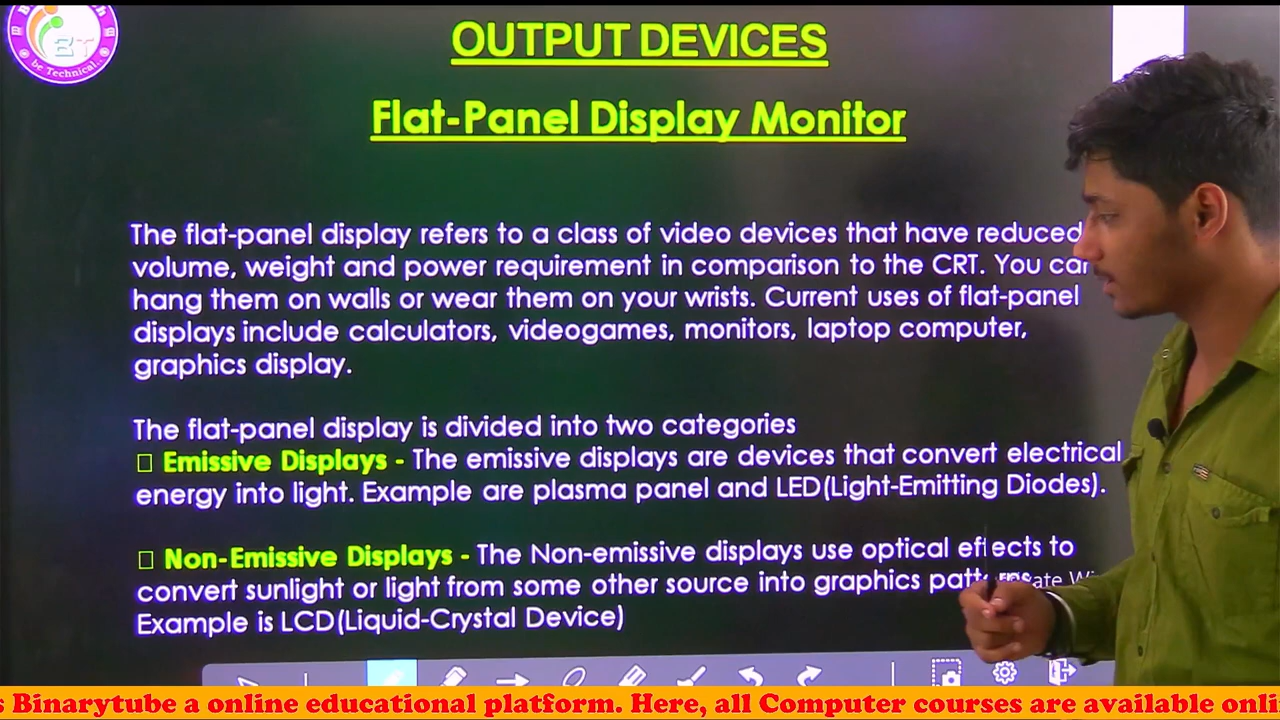 OUTPUT DEVICES
Flat-Panel Display Monitor
The flat-panel display refers to a class of video devices that have reduced
volume, weight and power requirement in comparison to the CRT. You can
hang them on walls or wear them on your wrists. Current uses of flat-panel
displays include calculators, videogames, monitors, laptop computer,
graphics display.
The flat-panel display is divided into two categories
Emissive Displays - The emissive displays are devices that convert electrical
energy into light. Example are plasma panel and LED(Light-Emitting Diodes).
Non-Emissive Displays - The Non-emissive displays use optical effects to
convert sunlight or light from some other source into graphics patterns
Example is LCD(Liquid-Crystal Device)
BT
be Technical..
Binarytube a online educational platform. Here, all Computer courses are available